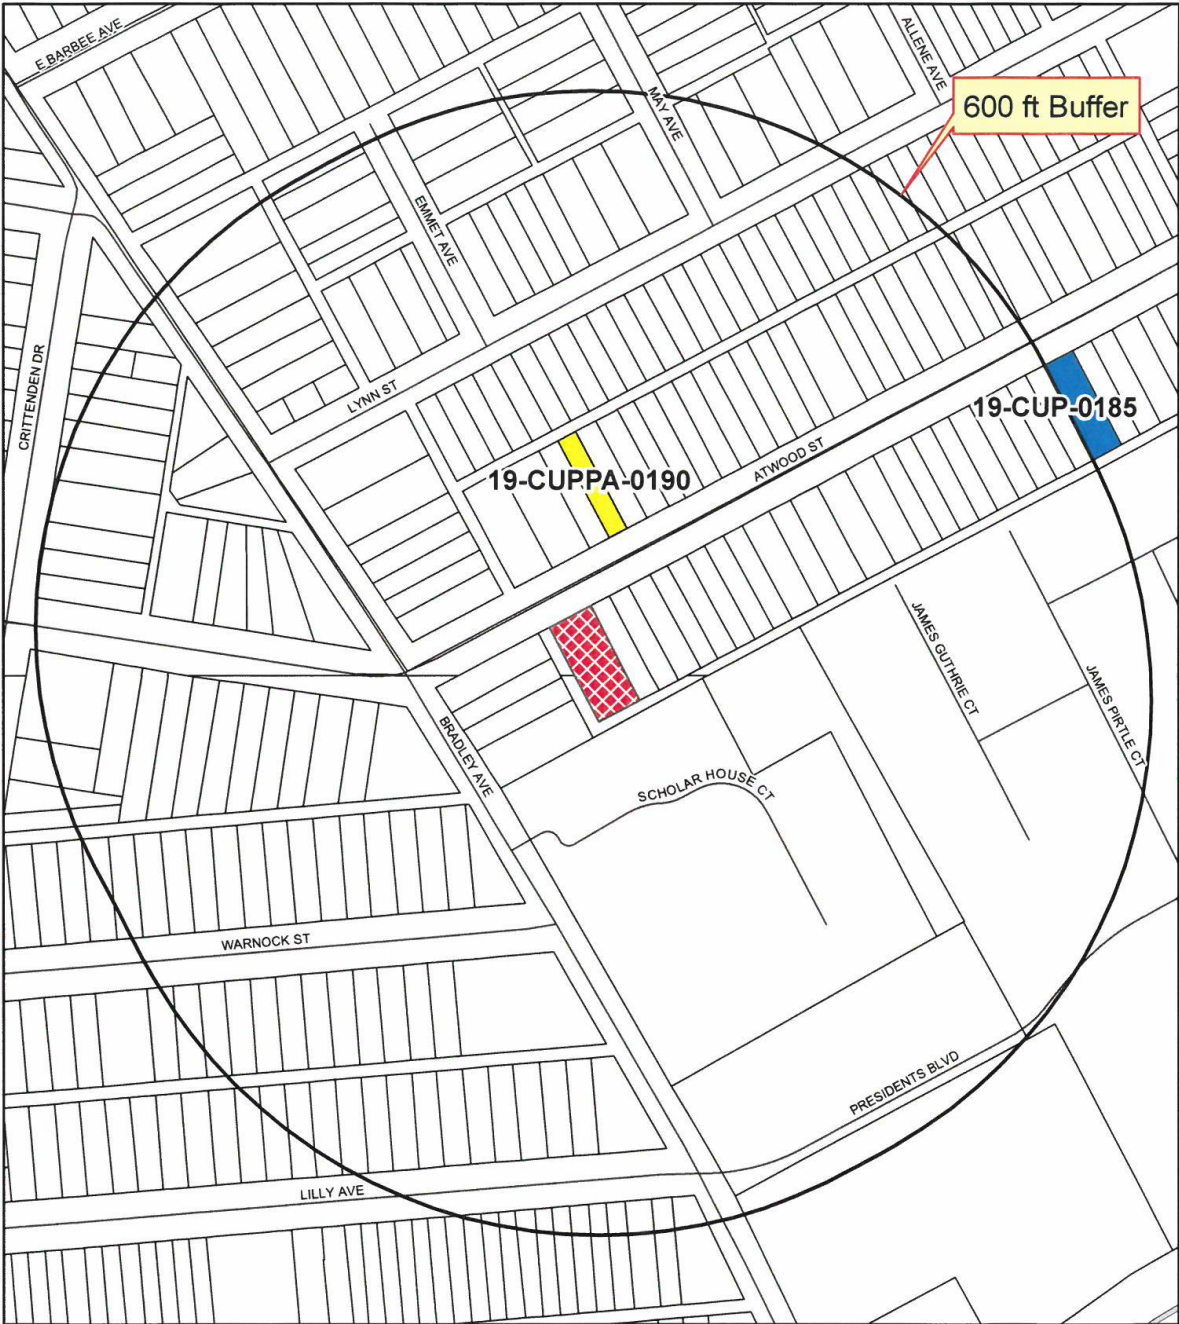 E BARBEE AVE
ALLENE AVE
MAY AVE
600 ft Buffer
EMMET AVE
CRITTENDEN DR
LYNN ST
19-CUP-0185
ATWOOD ST
19-CUPPA-0190
JAMES GUTHRIE CT
JAMES PIRTLE CT
BRADLEY AVE
SCHOLAR HOUSE CT
WARNOCK ST
PRESIDENTS BLVD
LILLY AVE